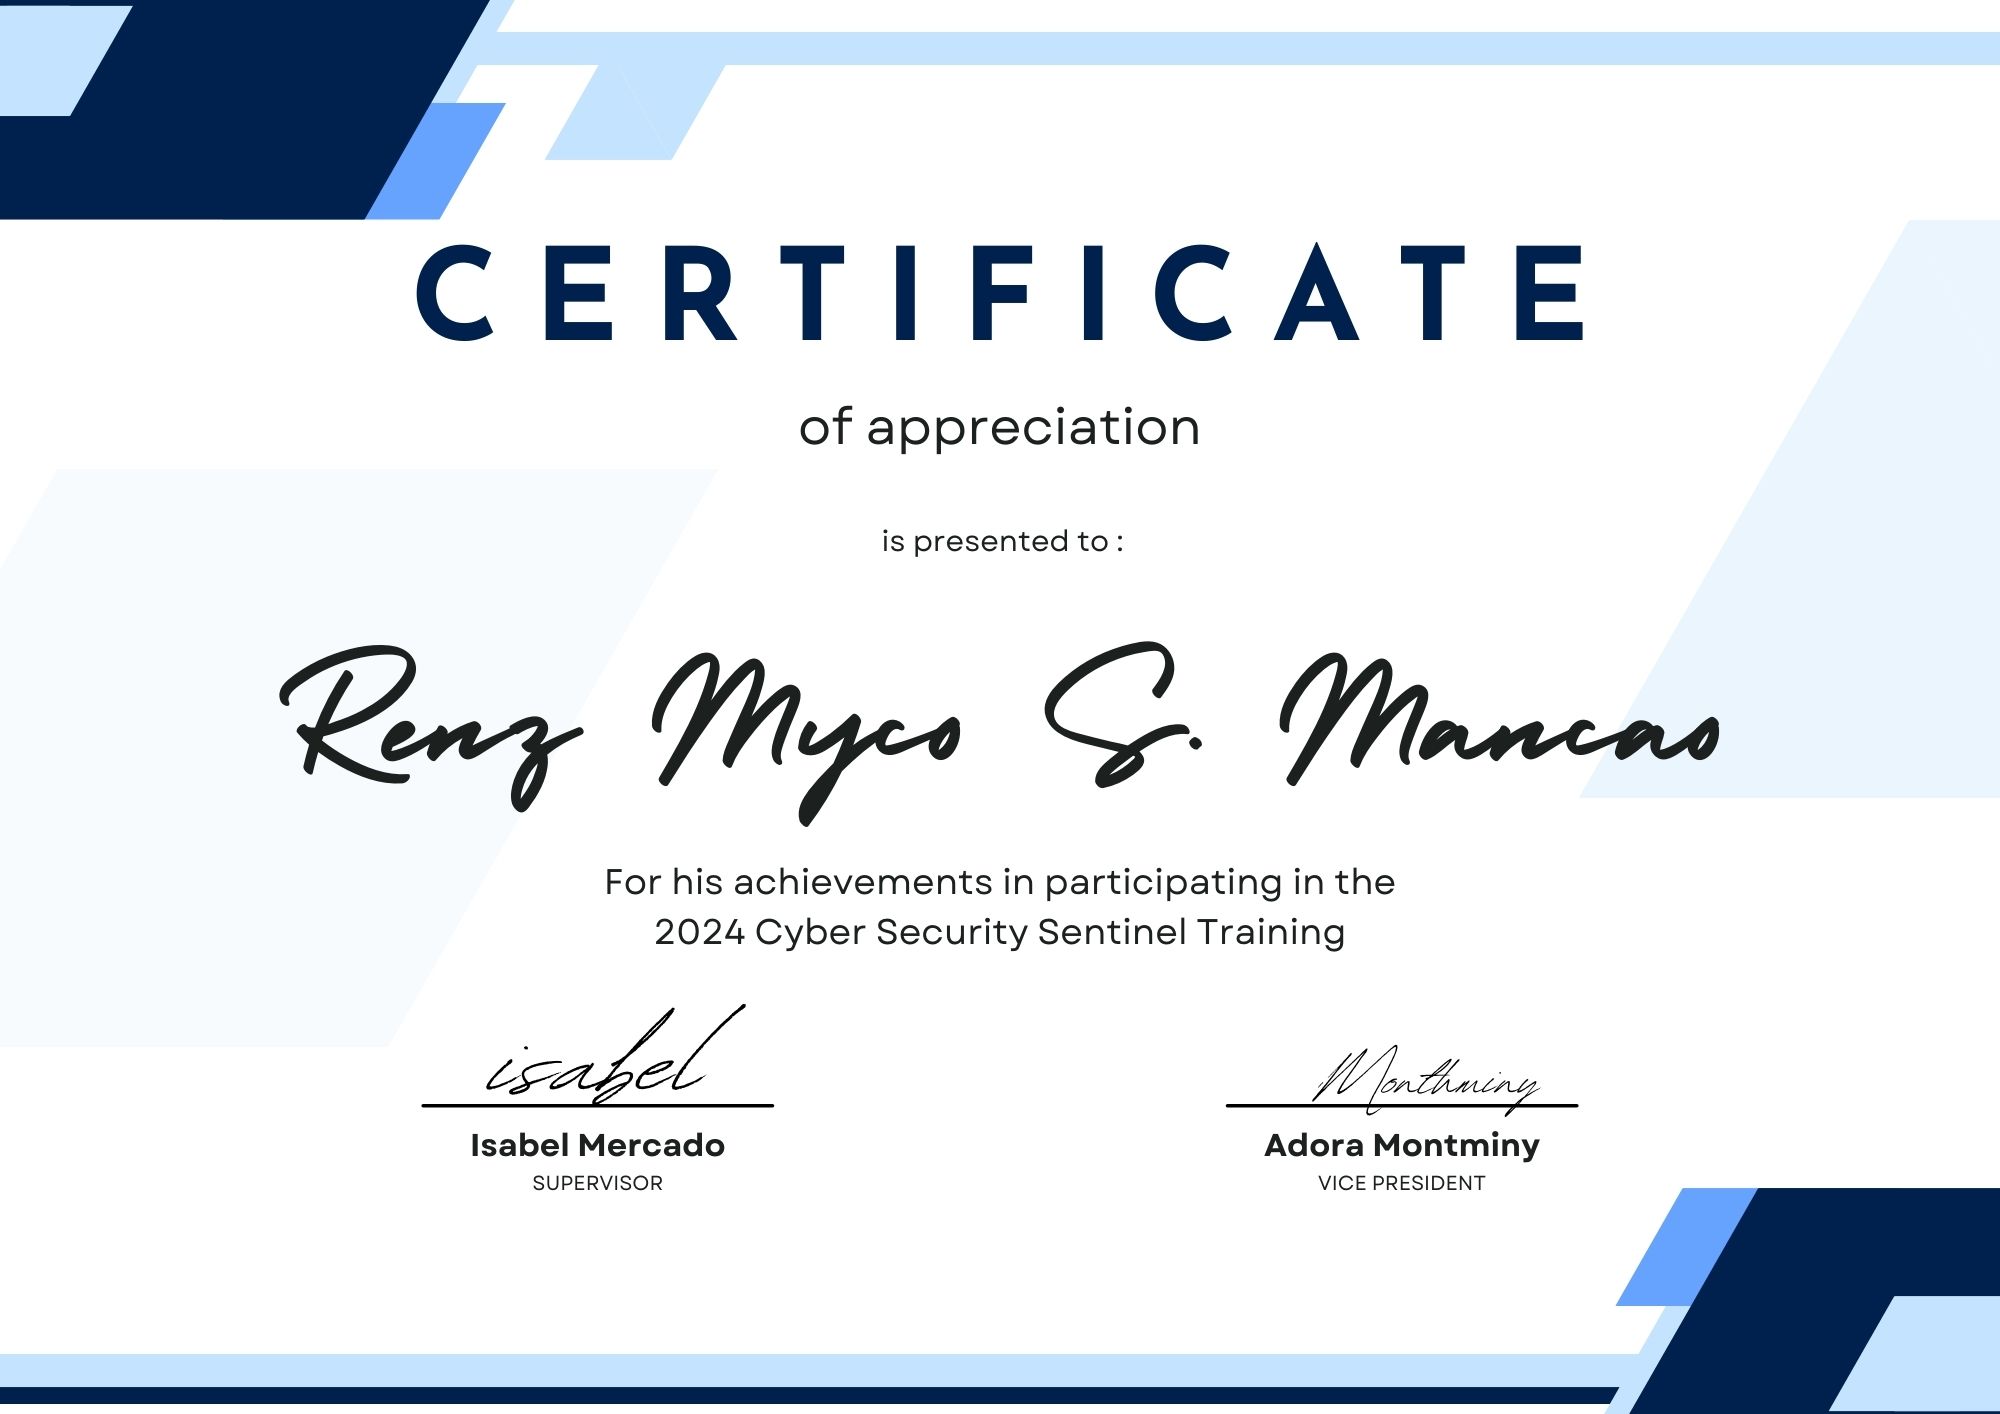 CERTIFICATE
of appreciation
is presented to :
Renz Myco S. Mancao
For his achievements in participating in the
2024 Cyber Security Sentinel Training
isabel
Monthminy
Isabel Mercado
Adora Montminy
SUPERVISOR
VICE PRESIDENT